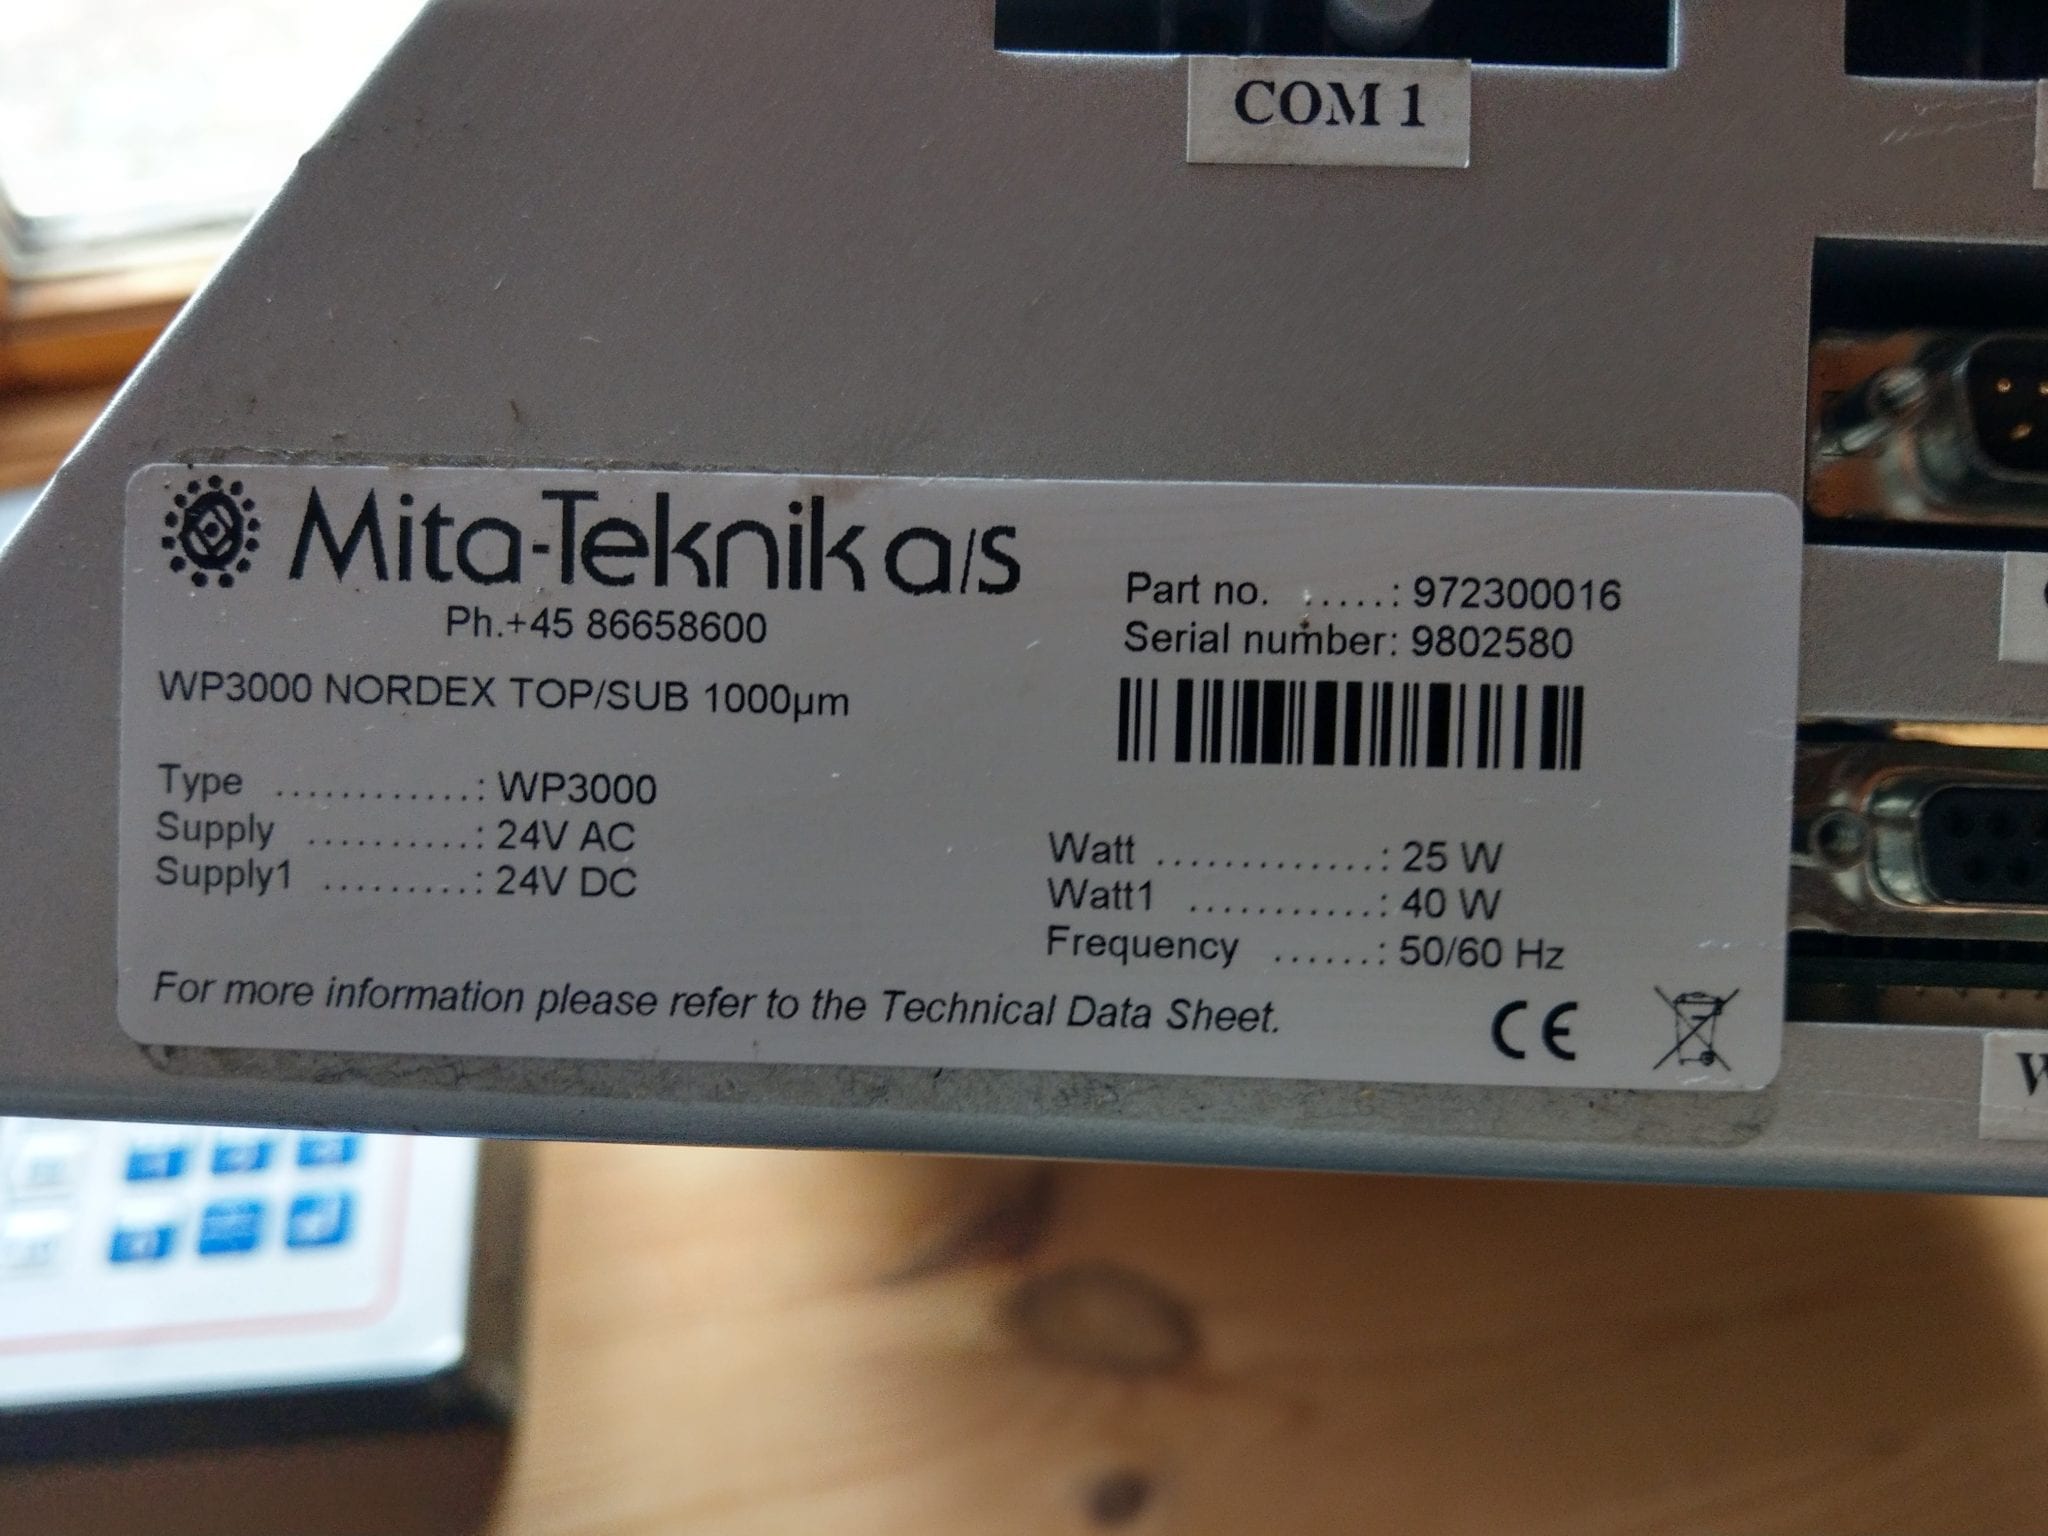 COM 1
Mita-Teknik a/s
Ph.+45 86658600
WP3000 NORDEX TOP/SUB 1000µm
Part no. .....: 972300016
Serial number: 9802580
Type ............: WP3000
Supply ..........: 24V AC
Supply1 .........: 24V DC
Watt ..............: 25 W
Watt1 ...........: 40 W
Frequency ......: 50/60 Hz
For more information please refer to the Technical Data Sheet.
CE